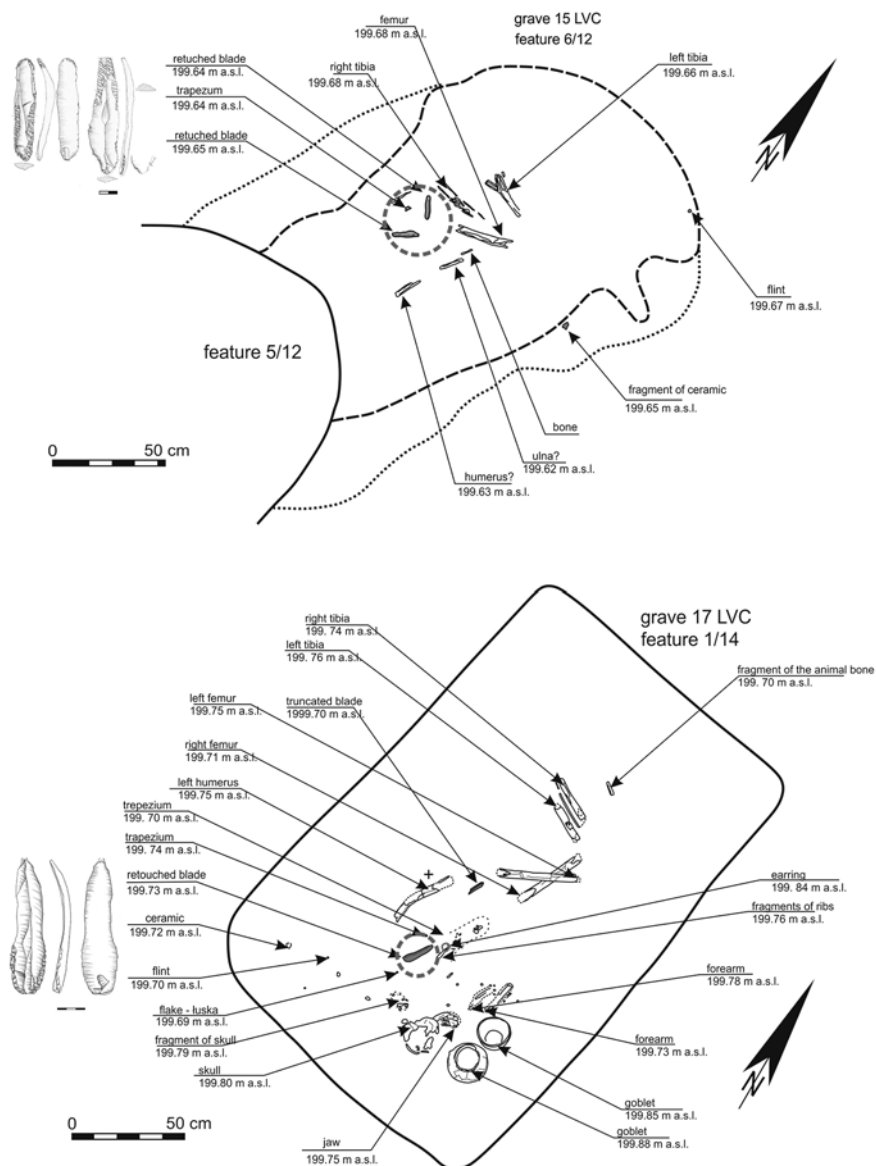 grave 15 LVC
feature 6/12
femur
199.68 m a.s.l.
right tibia
199.68 m a.s.l.
left tibia
199.66 m a.s.l.
retuched blade
199.64 m a.s.l.
trapezum
199.64 m a.s.l.
retuched blade
199.65 m a.s.l.
N
flint
199.67 m a.s.l.
feature 5/12
fragment of ceramic
199.65 m a.s.l.
bone
ulna?
199.62 m a.s.l.
humerus?
199.63 m a.s.l.
0 50 cm
grave 17 LVC
feature 1/14
right tibia
199. 74 m a.s.l.
left tibia
199. 76 m a.s.l.
fragment of the animal bone
199. 70 m a.s.l.
left femur
199.75 m a.s.l.
truncated blade
1999.70 m a.s.l.
right femur
199.71 m a.s.l.
left humerus
199.75 m a.s.l.
trepezium
199. 70 m a.s.l.
trapezium
199. 74 m a.s.l.
retouched blade
199.73 m a.s.l.
ceramic
199.72 m a.s.l.
flint
199.70 m a.s.l.
flake - łuska
199.69 m a.s.l.
fragment of skull
199.79 m a.s.l.
skull
199.80 m a.s.l.
earring
199. 84 m a.s.l.
fragments of ribs
199.76 m a.s.l.
forearm
199.78 m a.s.l.
forearm
199.73 m a.s.l.
goblet
199.85 m a.s.l.
goblet
199.88 m a.s.l.
jaw
199.75 m a.s.l.
N
0 50 cm